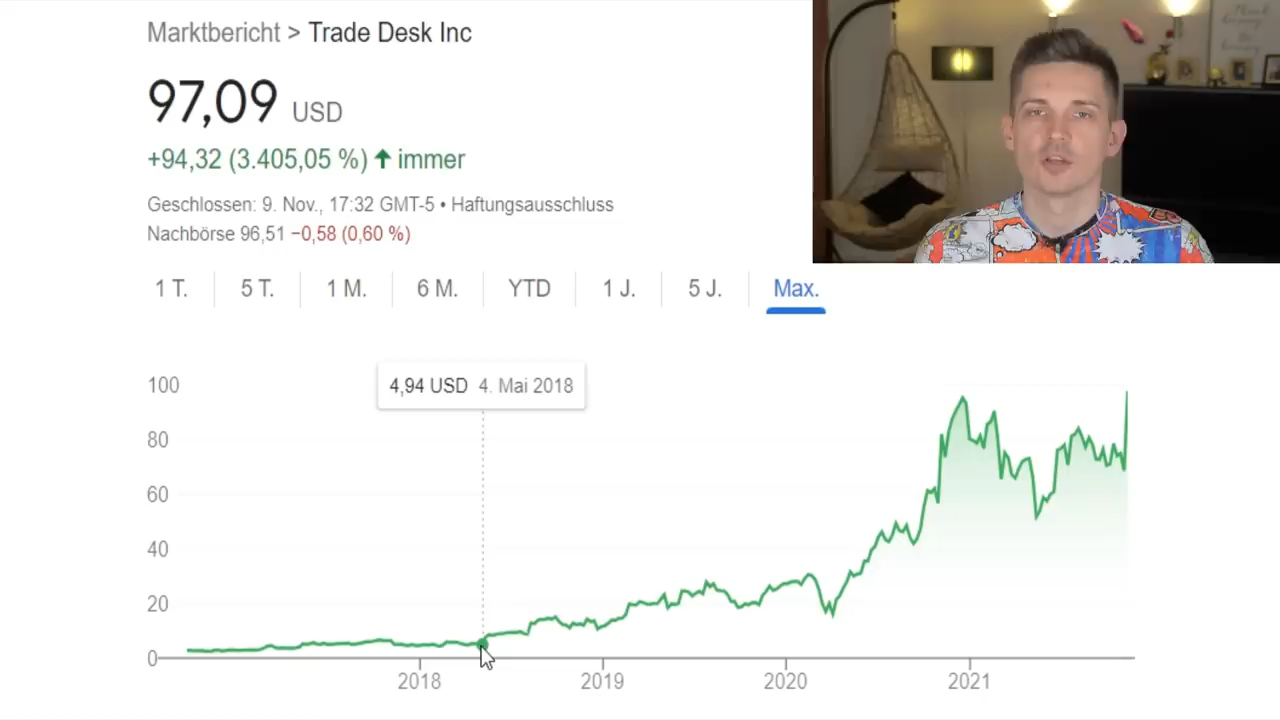 Marktbericht > Trade Desk Inc
97,09 USD
+94,32 (3.405,05 %) ↑ immer
Geschlossen: 9. Nov., 17:32 GMT-5 • Haftungsausschluss
Nachbörse 96,51 −0,58 (0,60 %)
1 T. 5 T. 1 M. 6 M. YTD 1 J. 5 J. Max.
4,94 USD 4. Mai 2018
100
80
60
40
20
0
2018 2019 2020 2021